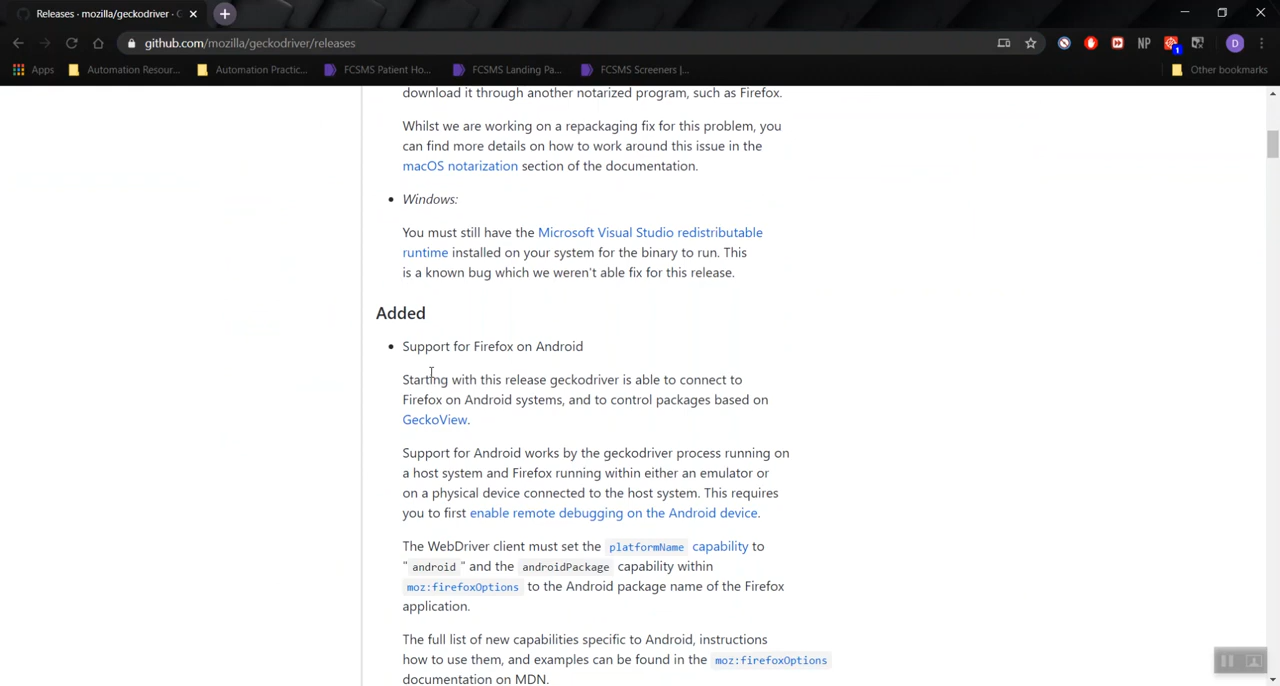 Releases · mozilla/geckodriver ·
github.com/mozilla/geckodriver/releases
NP
1
D
Apps
Automation Resour...
Automation Practic...
FCSMS Patient Ho...
FCSMS Landing Pa...
FCSMS Screeners |...
Other bookmarks
download it through another notarized program, such as Firefox.
Whilst we are working on a repackaging fix for this problem, you
can find more details on how to work around this issue in the
macOS notarization section of the documentation.
Windows:
You must still have the Microsoft Visual Studio redistributable
runtime installed on your system for the binary to run. This
is a known bug which we weren't able fix for this release.
Added
Support for Firefox on Android
Starting with this release geckodriver is able to connect to
Firefox on Android systems, and to control packages based on
GeckoView.
Support for Android works by the geckodriver process running on
a host system and Firefox running within either an emulator or
on a physical device connected to the host system. This requires
you to first enable remote debugging on the Android device.
The WebDriver client must set the platformName capability to
" android " and the androidPackage capability within
moz:firefoxOptions to the Android package name of the Firefox
application.
The full list of new capabilities specific to Android, instructions
how to use them, and examples can be found in the moz:firefoxOptions
documentation on MDN.